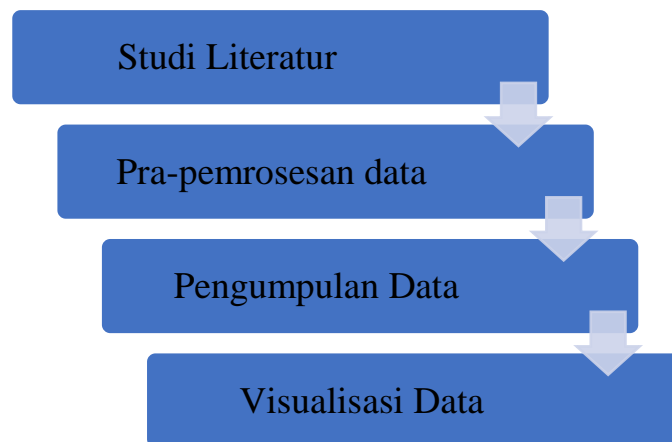 Studi Literatur
Pra-pemrosesan data
Pengumpulan Data
Visualisasi Data